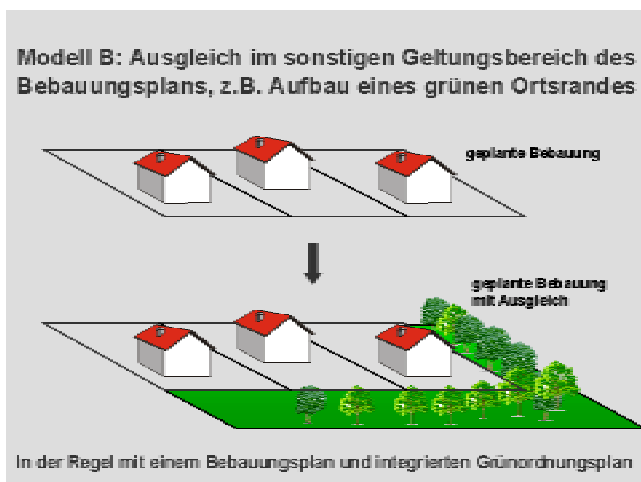 Modell B: Ausgleich im sonstigen Geltungsbereich des
Bebauungsplans, z.B. Aufbau eines grünen Ortsrandes
geplante Bebauung
geplante Bebauung
mit Ausgleich
In der Regel mit einem Bebauungsplan und integrierten Grünordnungsplan